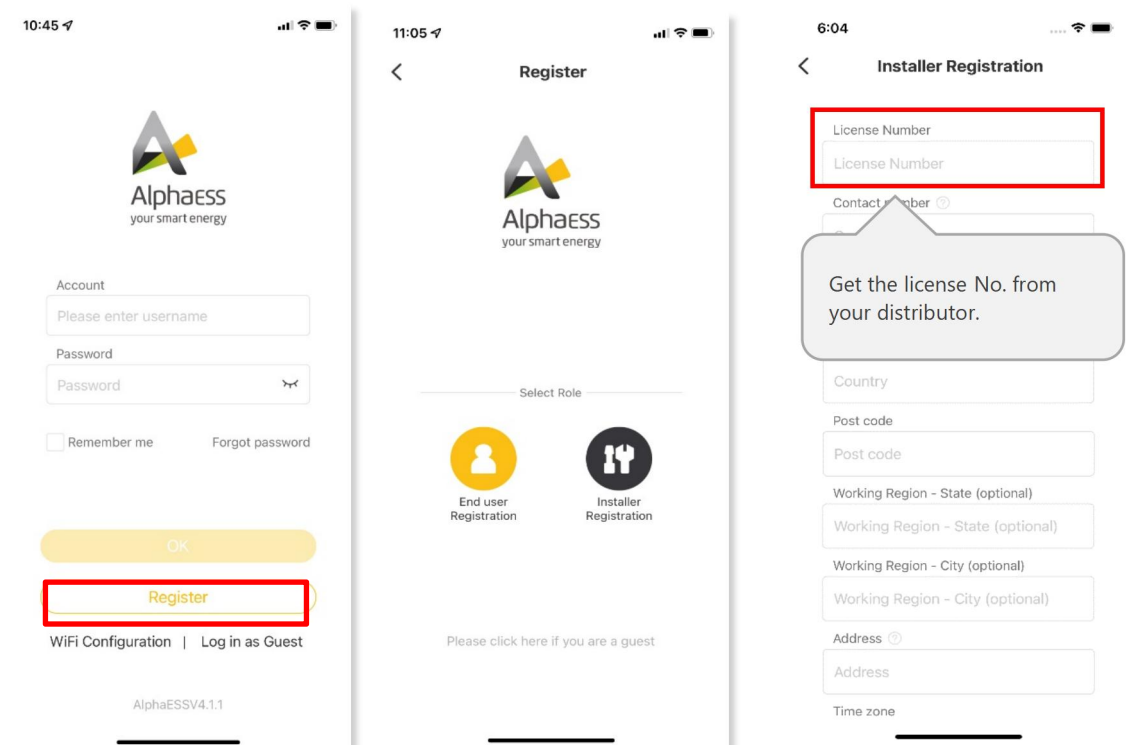 10:45
Alphaess
your smart energy
Account
Please enter username
Password
Password
Remember me
Forgot password
OK
Register
WiFi Configuration | Log in as Guest
AlphaESSV4.1.1
11:05
Register
Alphaess
your smart energy
Select Role
End user
Registration
Installer
Registration
Please click here if you are a guest
6:04
Installer Registration
License Number
License Number
Contact number
Get the license No. from
your distributor.
Country
Post code
Post code
Working Region - State (optional)
Working Region - State (optional)
Working Region - City (optional)
Working Region - City (optional)
Address
Address
Time zone